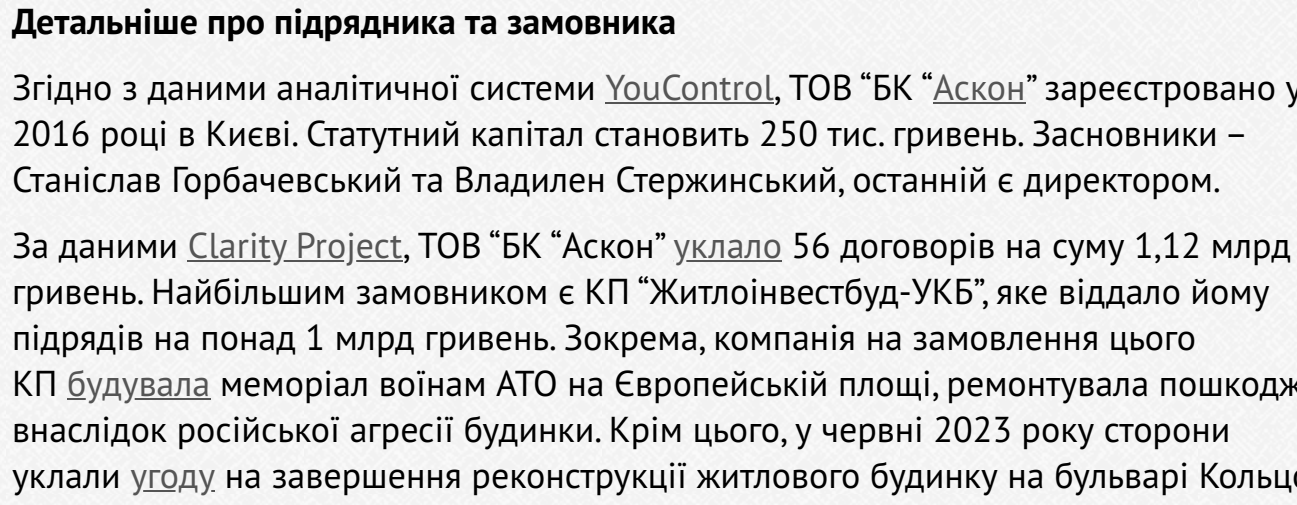 Детальніше про підрядника та замовника
Згідно з даними аналітичної системи YouControl, ТОВ “БК “Аскон” зареєстровано у
2016 році в Києві. Статутний капітал становить 250 тис. гривень. Засновники –
Станіслав Горбачевський та Владилен Стержинський, останній є директором.
За даними Clarity Project, ТОВ “БК “Аскон” уклало 56 договорів на суму 1,12 млрд
гривень. Найбільшим замовником є КП “Житлоінвестбуд-УКБ”, яке віддало йому
підрядів на понад 1 млрд гривень. Зокрема, компанія на замовлення цього
КП будувала меморіал воїнам АТО на Європейській площі, ремонтувала пошкодж
внаслідок російської агресії будинки. Крім цього, у червні 2023 року сторони
уклали угоду на завершення реконструкції житлового будинку на бульварі Кольцо